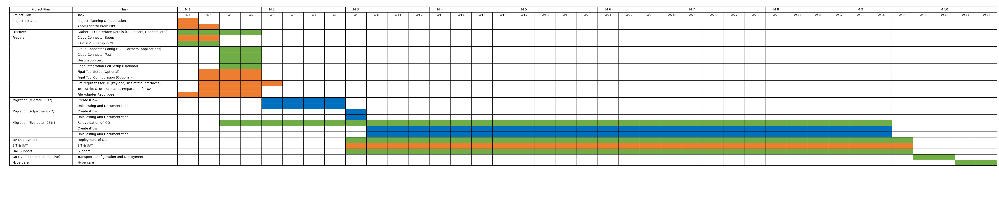 Project Plan Task M 1 M 2 M 3 M 4 M 5 M 6 M 7 M 8 M 9 M 10
Project Plan Task W1 W2 W3 W4 W5 W6 W7 W8 W9 W10 W11 W12 W13 W14 W15 W16 W17 W18 W19 W20 W21 W22 W23 W24 W25 W26 W27 W28 W29 W30 W31 W32 W33 W34 W35 W36 W37 W38 W39
Project Initiation Project Planning & Preparation
Access for On Prem PIPO
Discover Gather PIPO Interface Details (URL, Users, Headers, etc.)
Prepare Cloud Connector Setup
SAP BTP IS Setup in CF
Cloud Connector Config (SAP, Partners, Applications)
Cloud Connector Test
Destination test
Edge Integration Cell Setup (Optional)
Figaf Tool Setup (Optional)
Figaf Tool Configuration (Optional)
Pre-requisites for UT (Payload/Files of the interfaces)
Test-Script & Test Scenarios Preparation for UAT
File Adapter Repurpose
Migration (Migrate - 132) Create iFlow
Unit Testing and Documentation
Migration (Adjustment - 7) Create iFlow
Unit Testing and Documentation
Migration (Evaluate - 236 ) Re-evaluation of ICO
Create iFlow
Unit Testing and Documentation
QA Deployment Deployment of QA
SIT & UAT SIT & UAT
UAT Support Support
Go Live (Plan, Setup and Live) Transport, Configuration and Deployment
Hypercare Hypercare